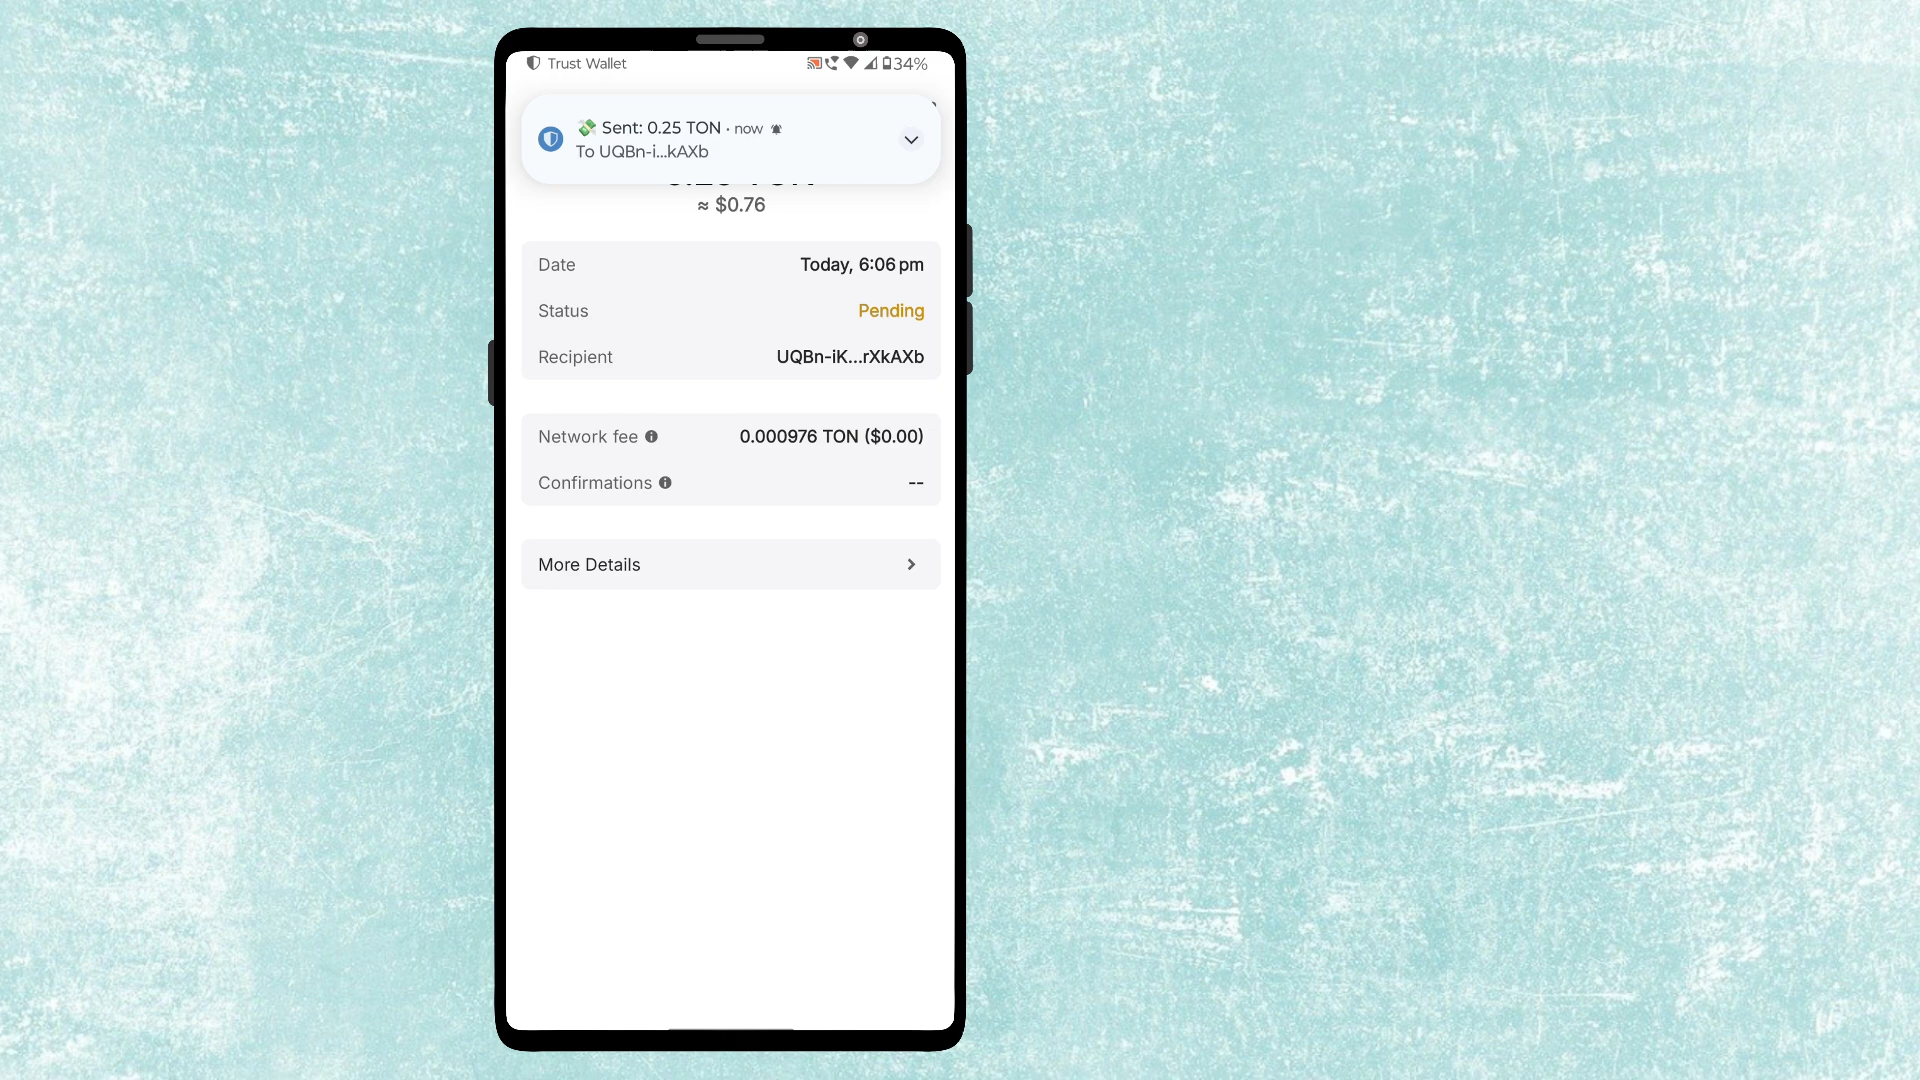 Trust Wallet 34%
Sent: 0.25 TON · now
To UQBn-i...kAXb
≈ $0.76
Date Today, 6:06 pm
Status Pending
Recipient UQBn-iK...rXkAXb
Network fee 0.000976 TON ($0.00)
Confirmations --
More Details